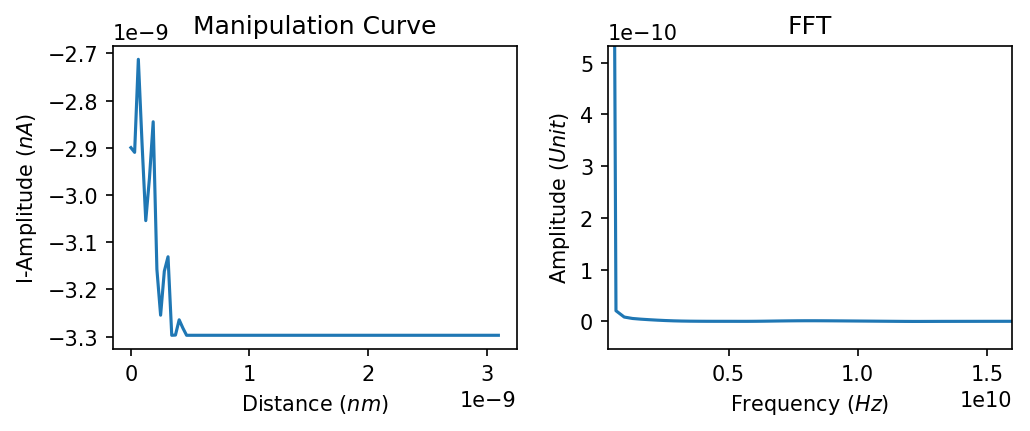 Manipulation Curve
1e−9
−2.7
−2.8
−2.9
−3.0
−3.1
−3.2
−3.3
I-Amplitude (nA)
0 1 2 3
1e−9
Distance (nm)
FFT
1e−10
5
4
3
2
1
0
Amplitude (Unit)
0.5 1.0 1.5
1e10
Frequency (Hz)